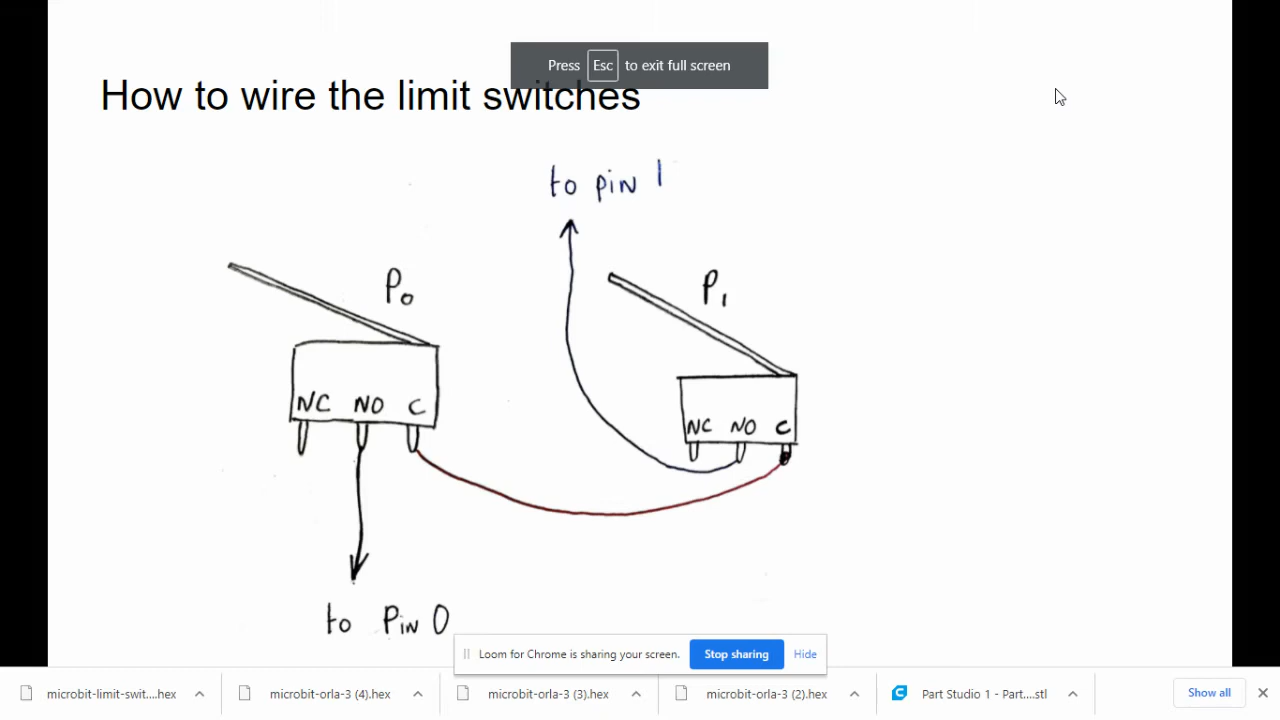 Press Esc to exit full screen
How to wire the limit switches
to pin 1
P0
P1
NC NO C
NC NO C
to Pin 0
Loom for Chrome is sharing your screen. Stop sharing Hide
microbit-limit-swit....hex microbit-orla-3 (4).hex microbit-orla-3 (3).hex microbit-orla-3 (2).hex Part Studio 1 - Part....stl Show all